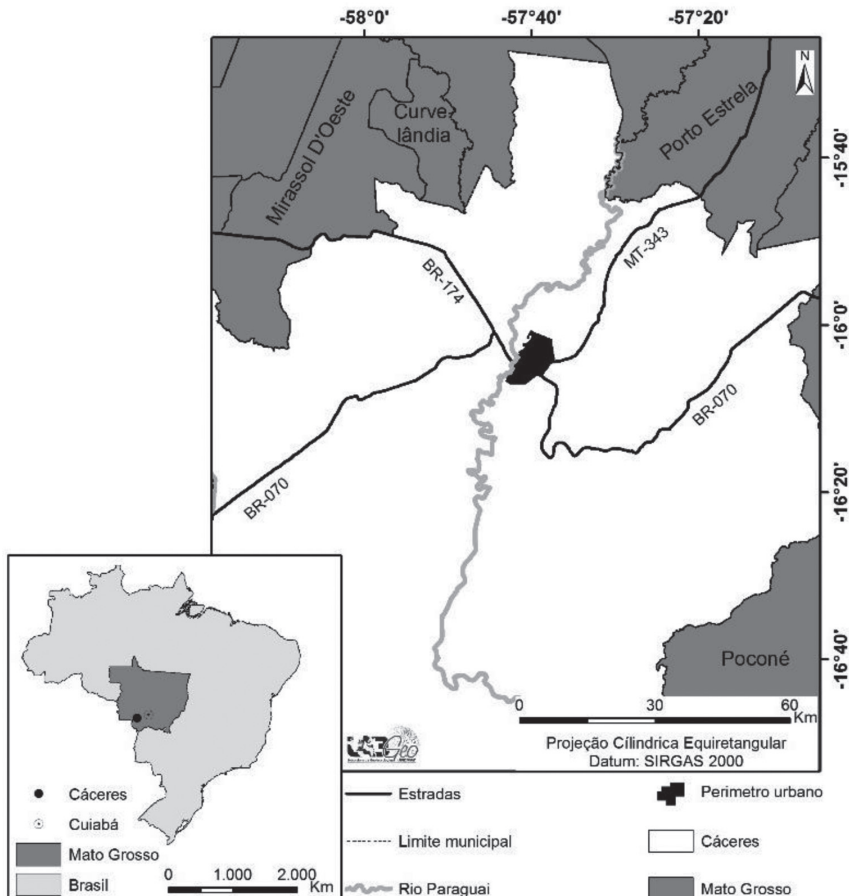 -58°0'
-57°40'
-57°20'
N
Curve
lândia
Mirassol D'Oeste
Porto Estrela
-15°40'
BR-174
MT-343
-16°0'
BR-070
BR-070
-16°20'
-16°40'
Poconé
0 30 60
Km
Projeção Cílindrica Equiretangular
Datum: SIRGAS 2000
Cáceres
Cuiabá
Mato Grosso
Brasil
0 1.000 2.000
Km
Estradas
Limite municipal
Rio Paraguai
Perimetro urbano
Cáceres
Mato Grosso